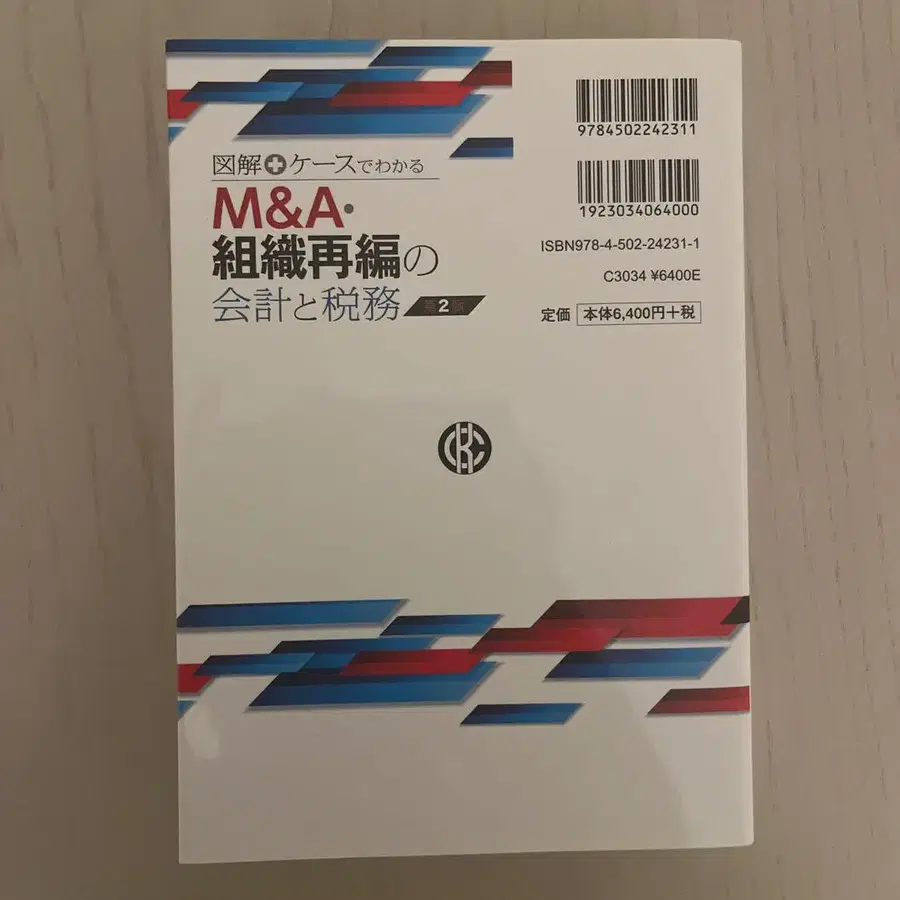 図解+ケースでわかる
M&A・
組織再編の
会計と税務 第2版
9784502242311
1923034064000
ISBN978-4-502-24231-1
C3034 ¥6400E
定価 本体6,400円+税